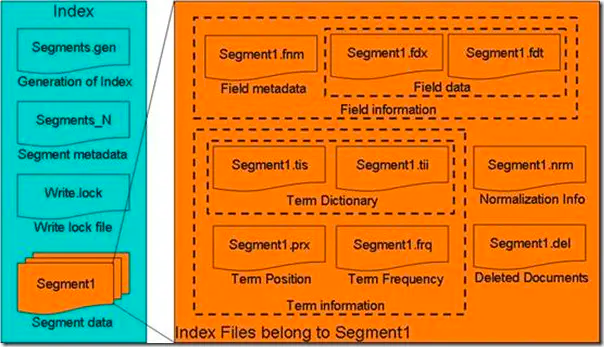 Index
Segments.gen
Generation of Index
Segments_N
Segment metadata
Write.lock
Write lock file
Segment1
Segment data
Segment1.fnm
Segment1.fdx
Segment1.fdt
Field metadata
Field data
Field information
Segment1.tis
Segment1.tii
Segment1.nrm
Term Dictionary
Normalization Info
Segment1.prx
Segment1.frq
Segment1.del
Term Position
Term Frequency
Deleted Documents
Term information
Index Files belong to Segment1